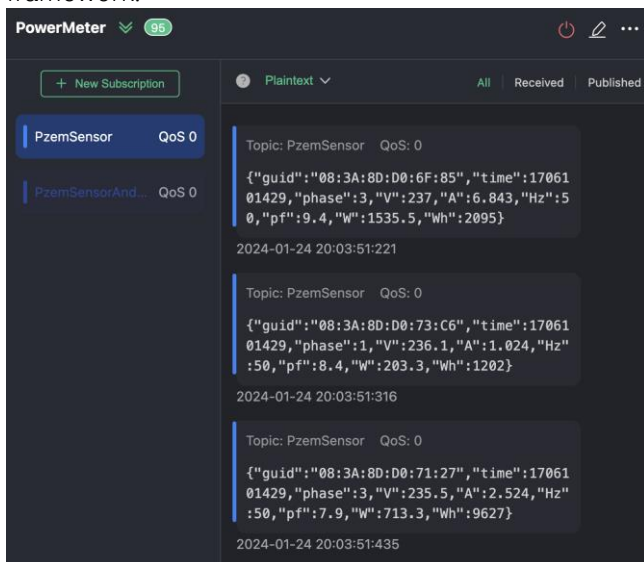 framework.
PowerMeter 95
+ New Subscription
Plaintext
All Received Published
PzemSensor QoS 0
PzemSensorAnd... QoS 0
Topic: PzemSensor QoS: 0
{"guid":"08:3A:8D:D0:6F:85","time":17061
01429,"phase":3,"V":237,"A":6.843,"Hz":5
0,"pf":9.4,"W":1535.5,"Wh":2095}
2024-01-24 20:03:51:221
Topic: PzemSensor QoS: 0
{"guid":"08:3A:8D:D0:73:C6","time":17061
01429,"phase":1,"V":236.1,"A":1.024,"Hz"
:50,"pf":8.4,"W":203.3,"Wh":1202}
2024-01-24 20:03:51:316
Topic: PzemSensor QoS: 0
{"guid":"08:3A:8D:D0:71:27","time":17061
01429,"phase":3,"V":235.5,"A":2.524,"Hz"
:50,"pf":7.9,"W":713.3,"Wh":9627}
2024-01-24 20:03:51:435